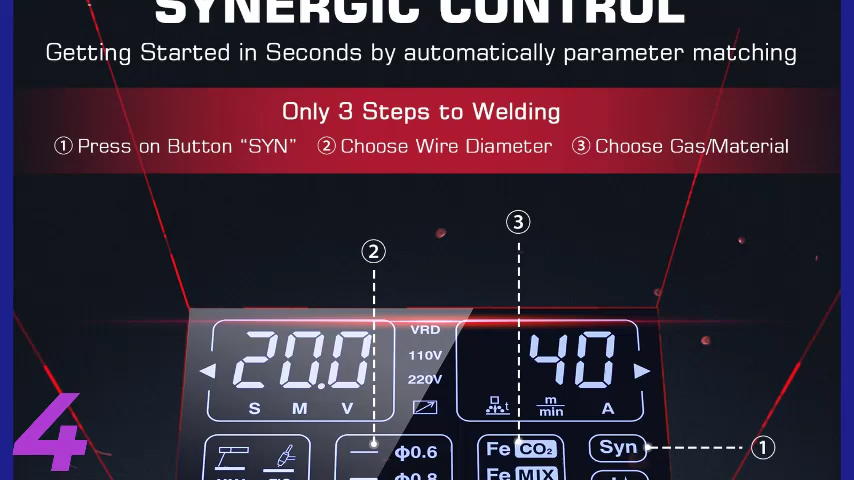 SYNERGIC CONTROL
Getting Started in Seconds by automatically parameter matching
Only 3 Steps to Welding
① Press on Button “SYN” ② Choose Wire Diameter ③ Choose Gas/Material
③
②
VRD
20.0 110V 40
220V
S M V t m/min A
4
Φ0.6 Fe CO₂ Syn ①
Φ0.8 Fe MIX